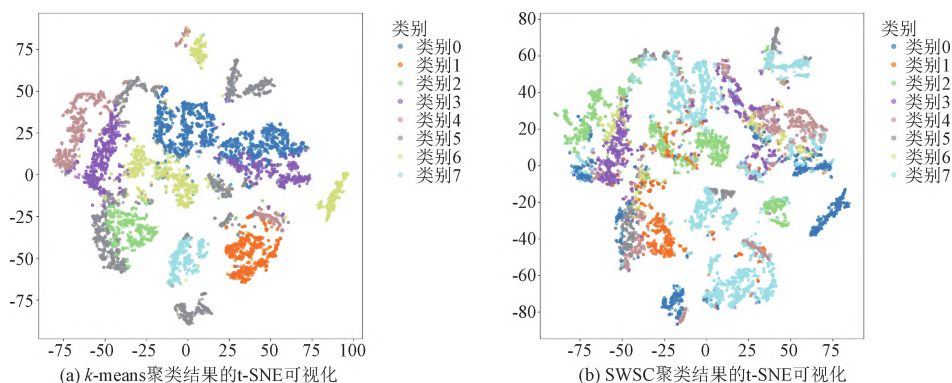 类别
类别0
类别1
类别2
类别3
类别4
类别5
类别6
类别7
75
50
25
0
-25
-50
-75
-75 -50 -25 0 25 50 75 100
(a) k-means聚类结果的t-SNE可视化
80
60
40
20
0
-20
-40
-60
-80
-75 -50 -25 0 25 50 75
类别
类别0
类别1
类别2
类别3
类别4
类别5
类别6
类别7
(b) SWSC聚类结果的t-SNE可视化